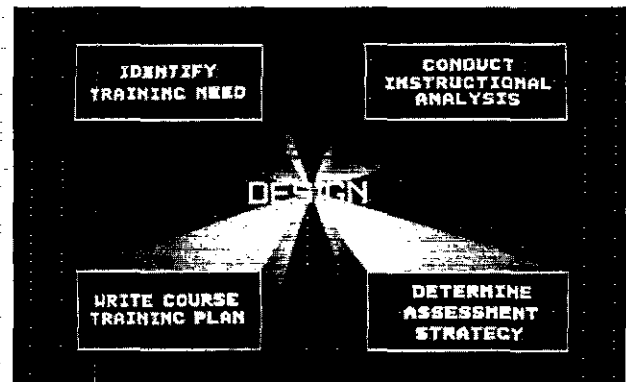 IDENTIFY
TRAINING NEED
CONDUCT
INSTRUCTIONAL
ANALYSIS
DESIGN
WRITE COURSE
TRAINING PLAN
DETERMINE
ASSESSMENT
STRATEGY